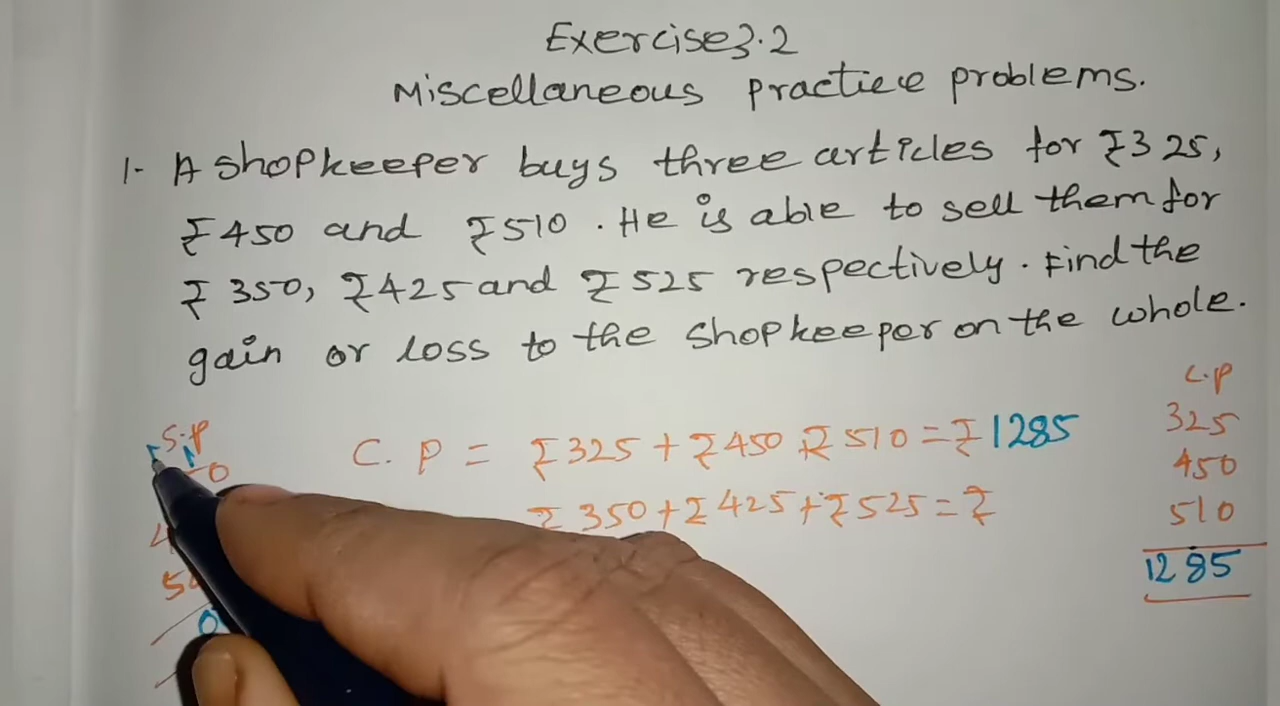 Exercise 3.2
Miscellaneous practice problems.
1- A shopkeeper buys three articles for ₹325,
₹450 and ₹510. He is able to sell them for
₹350, ₹425 and ₹525 respectively. Find the
gain or loss to the shopkeeper on the whole.
S.P
C.P = ₹325+₹450 ₹510=₹1285
₹350+₹425+₹525=₹
C.P
325
450
510
1285